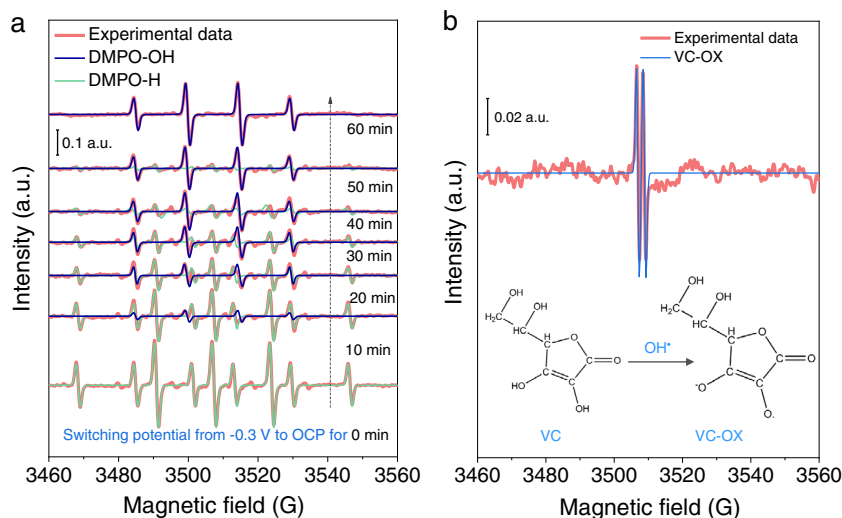 a
Experimental data
DMPO-OH
DMPO-H
0.1 a.u.
60 min
50 min
40 min
30 min
20 min
10 min
Switching potential from -0.3 V to OCP for 0 min
Intensity (a.u.)
3460 3480 3500 3520 3540 3560
Magnetic field (G)
b
Experimental data
VC-OX
0.02 a.u.
OH
H₂C
OH
HC
H
O
O
HO
OH
VC
OH•
OH
H₂C
OH
HC
H
O
O
⁻O
O.
VC-OX
Intensity (a.u.)
3460 3480 3500 3520 3540 3560
Magnetic field (G)